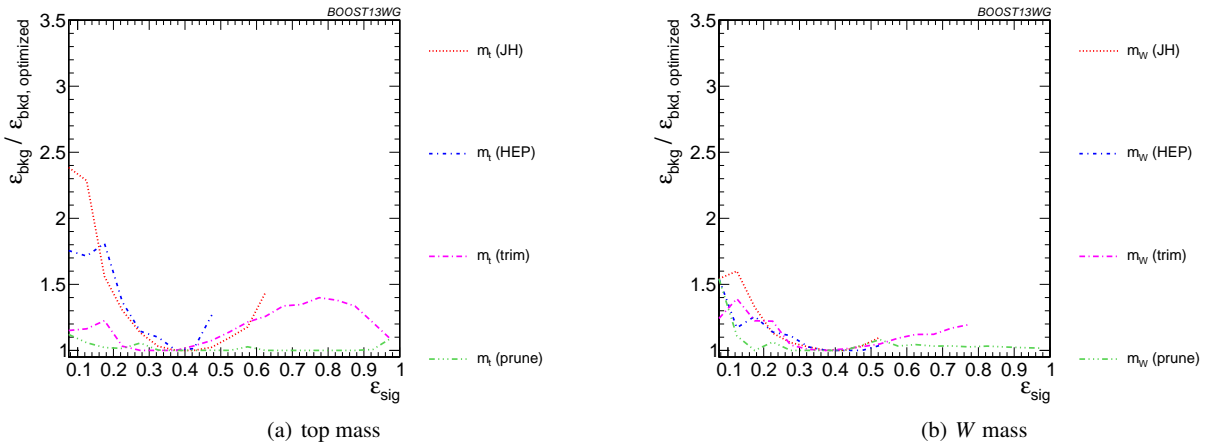 BOOST13WG
ε_bkg / ε_bkd, optimized
3.5
3
2.5
2
1.5
1
0.1 0.2 0.3 0.4 0.5 0.6 0.7 0.8 0.9 1
ε_sig
m_t (JH)
m_t (HEP)
m_t (trim)
m_t (prune)
(a) top mass
BOOST13WG
ε_bkg / ε_bkd, optimized
3.5
3
2.5
2
1.5
1
0.1 0.2 0.3 0.4 0.5 0.6 0.7 0.8 0.9 1
ε_sig
m_W (JH)
m_W (HEP)
m_W (trim)
m_W (prune)
(b) W mass